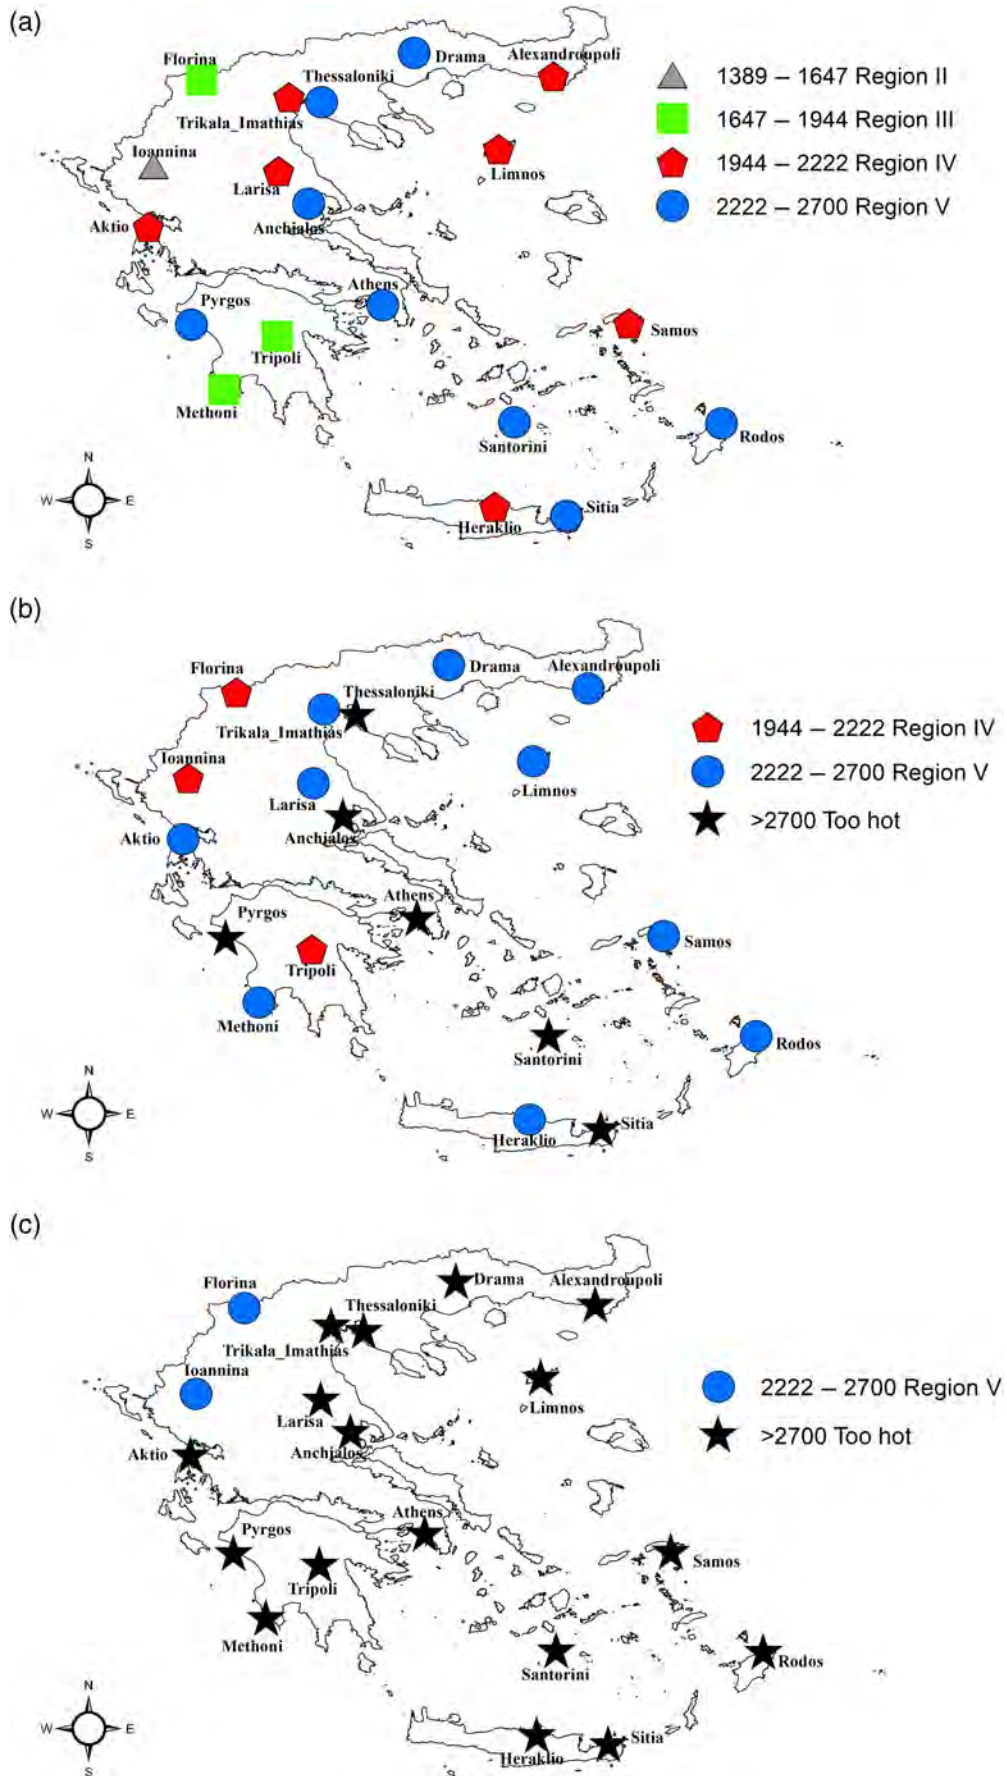 (a)
Florina
Drama
Alexandroupoli
Thessaloniki
Trikala_Imathias
Ioannina
Larisa
Limnos
Aktio
Anchialos
Athens
Pyrgos
Samos
Tripoli
Methoni
Santorini
Rodos
Sitia
Heraklio
N
W E
S
1389 – 1647 Region II
1647 – 1944 Region III
1944 – 2222 Region IV
2222 – 2700 Region V
(b)
Florina
Drama
Alexandroupoli
Thessaloniki
Trikala_Imathias
Ioannina
Larisa
Limnos
Aktio
Anchialos
Athens
Pyrgos
Samos
Tripoli
Methoni
Santorini
Rodos
Sitia
Heraklio
N
W E
S
1944 – 2222 Region IV
2222 – 2700 Region V
>2700 Too hot
(c)
Florina
Drama
Alexandroupoli
Thessaloniki
Trikala_Imathias
Ioannina
Larisa
Limnos
Aktio
Anchialos
Athens
Pyrgos
Samos
Tripoli
Methoni
Santorini
Rodos
Sitia
Heraklio
N
W E
S
2222 – 2700 Region V
>2700 Too hot